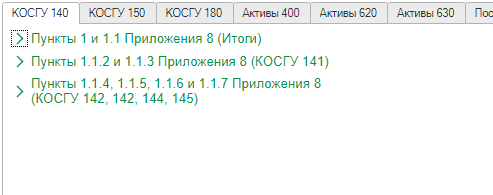 КОСГУ 140 КОСГУ 150 КОСГУ 180 Активы 400 Активы 620 Активы 630
Пункты 1 и 1.1 Приложения 8 (Итоги)
Пункты 1.1.2 и 1.1.3 Приложения 8 (КОСГУ 141)
Пункты 1.1.4, 1.1.5, 1.1.6 и 1.1.7 Приложения 8
(КОСГУ 142, 142, 144, 145)